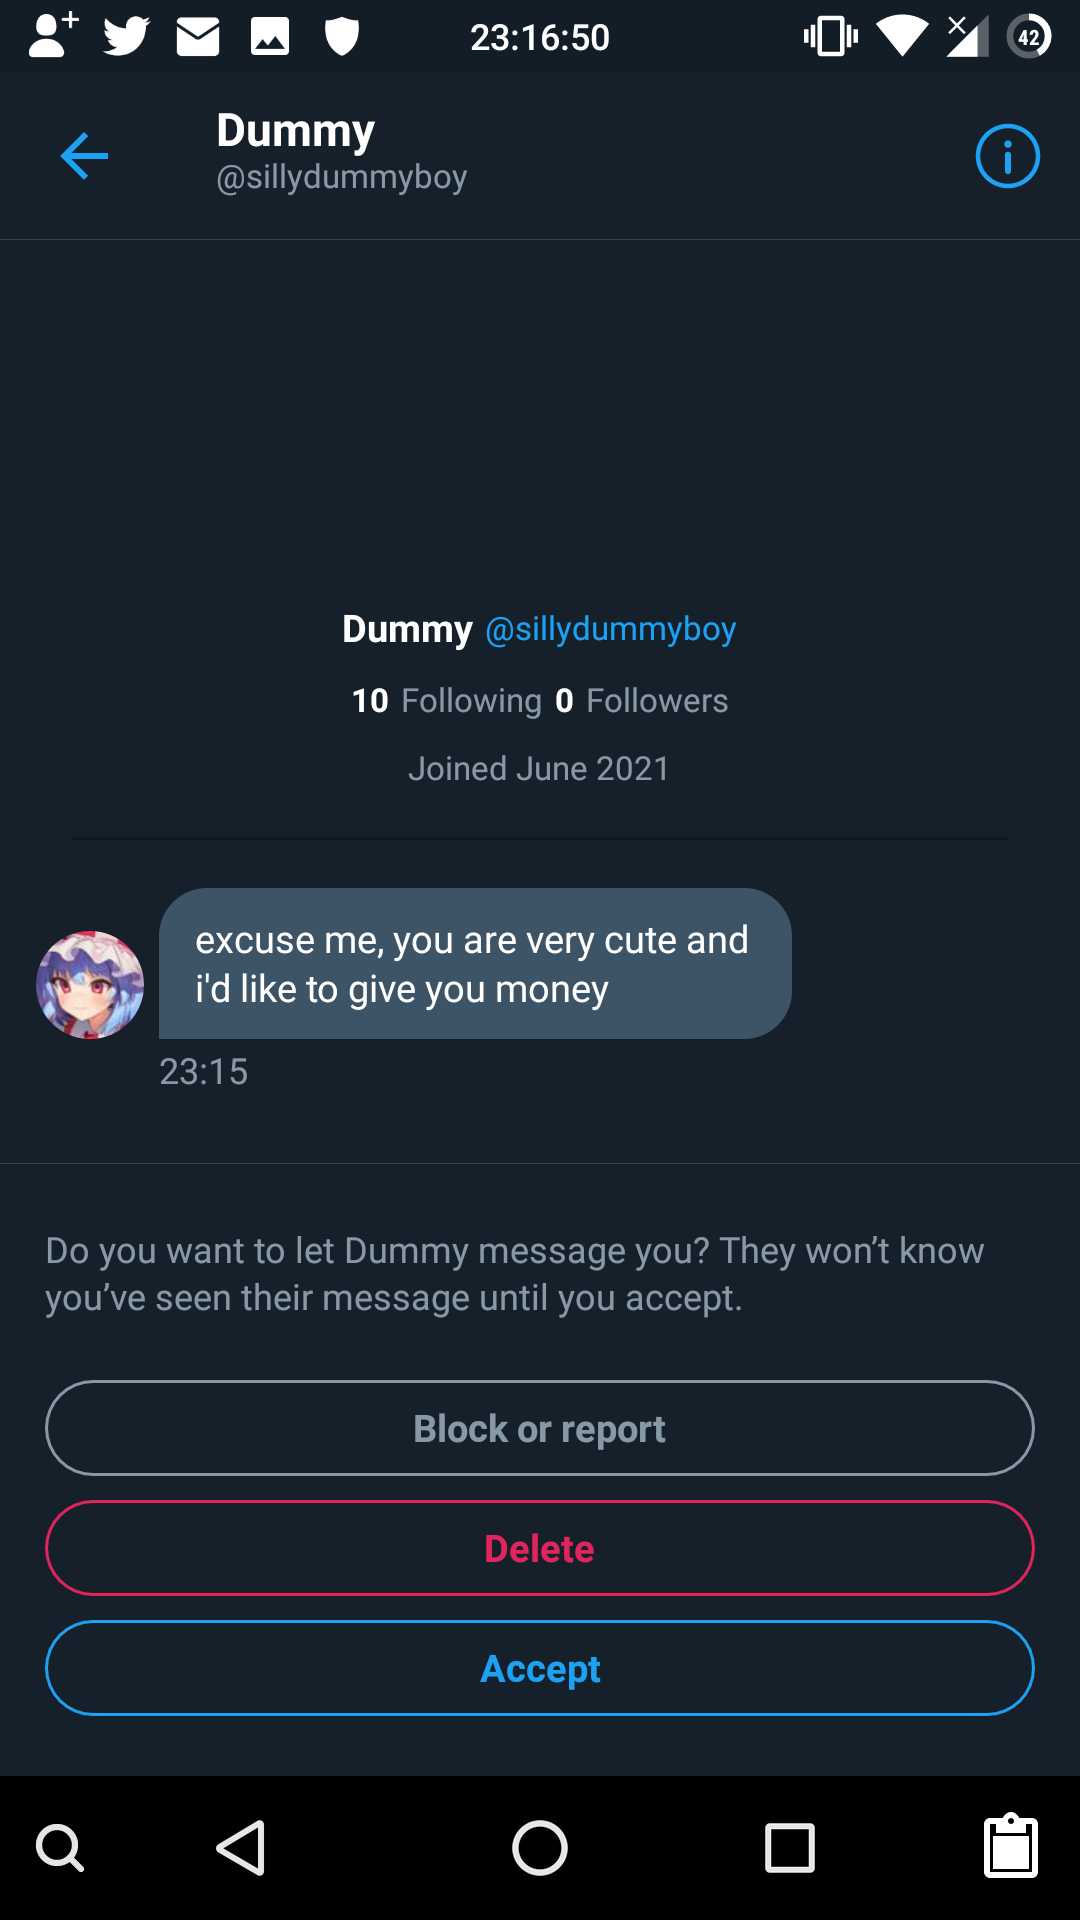 23:16:50
42
Dummy
@sillydummyboy
Dummy @sillydummyboy
10 Following 0 Followers
Joined June 2021
excuse me, you are very cute and
i'd like to give you money
23:15
Do you want to let Dummy message you? They won’t know
you’ve seen their message until you accept.
Block or report
Delete
Accept